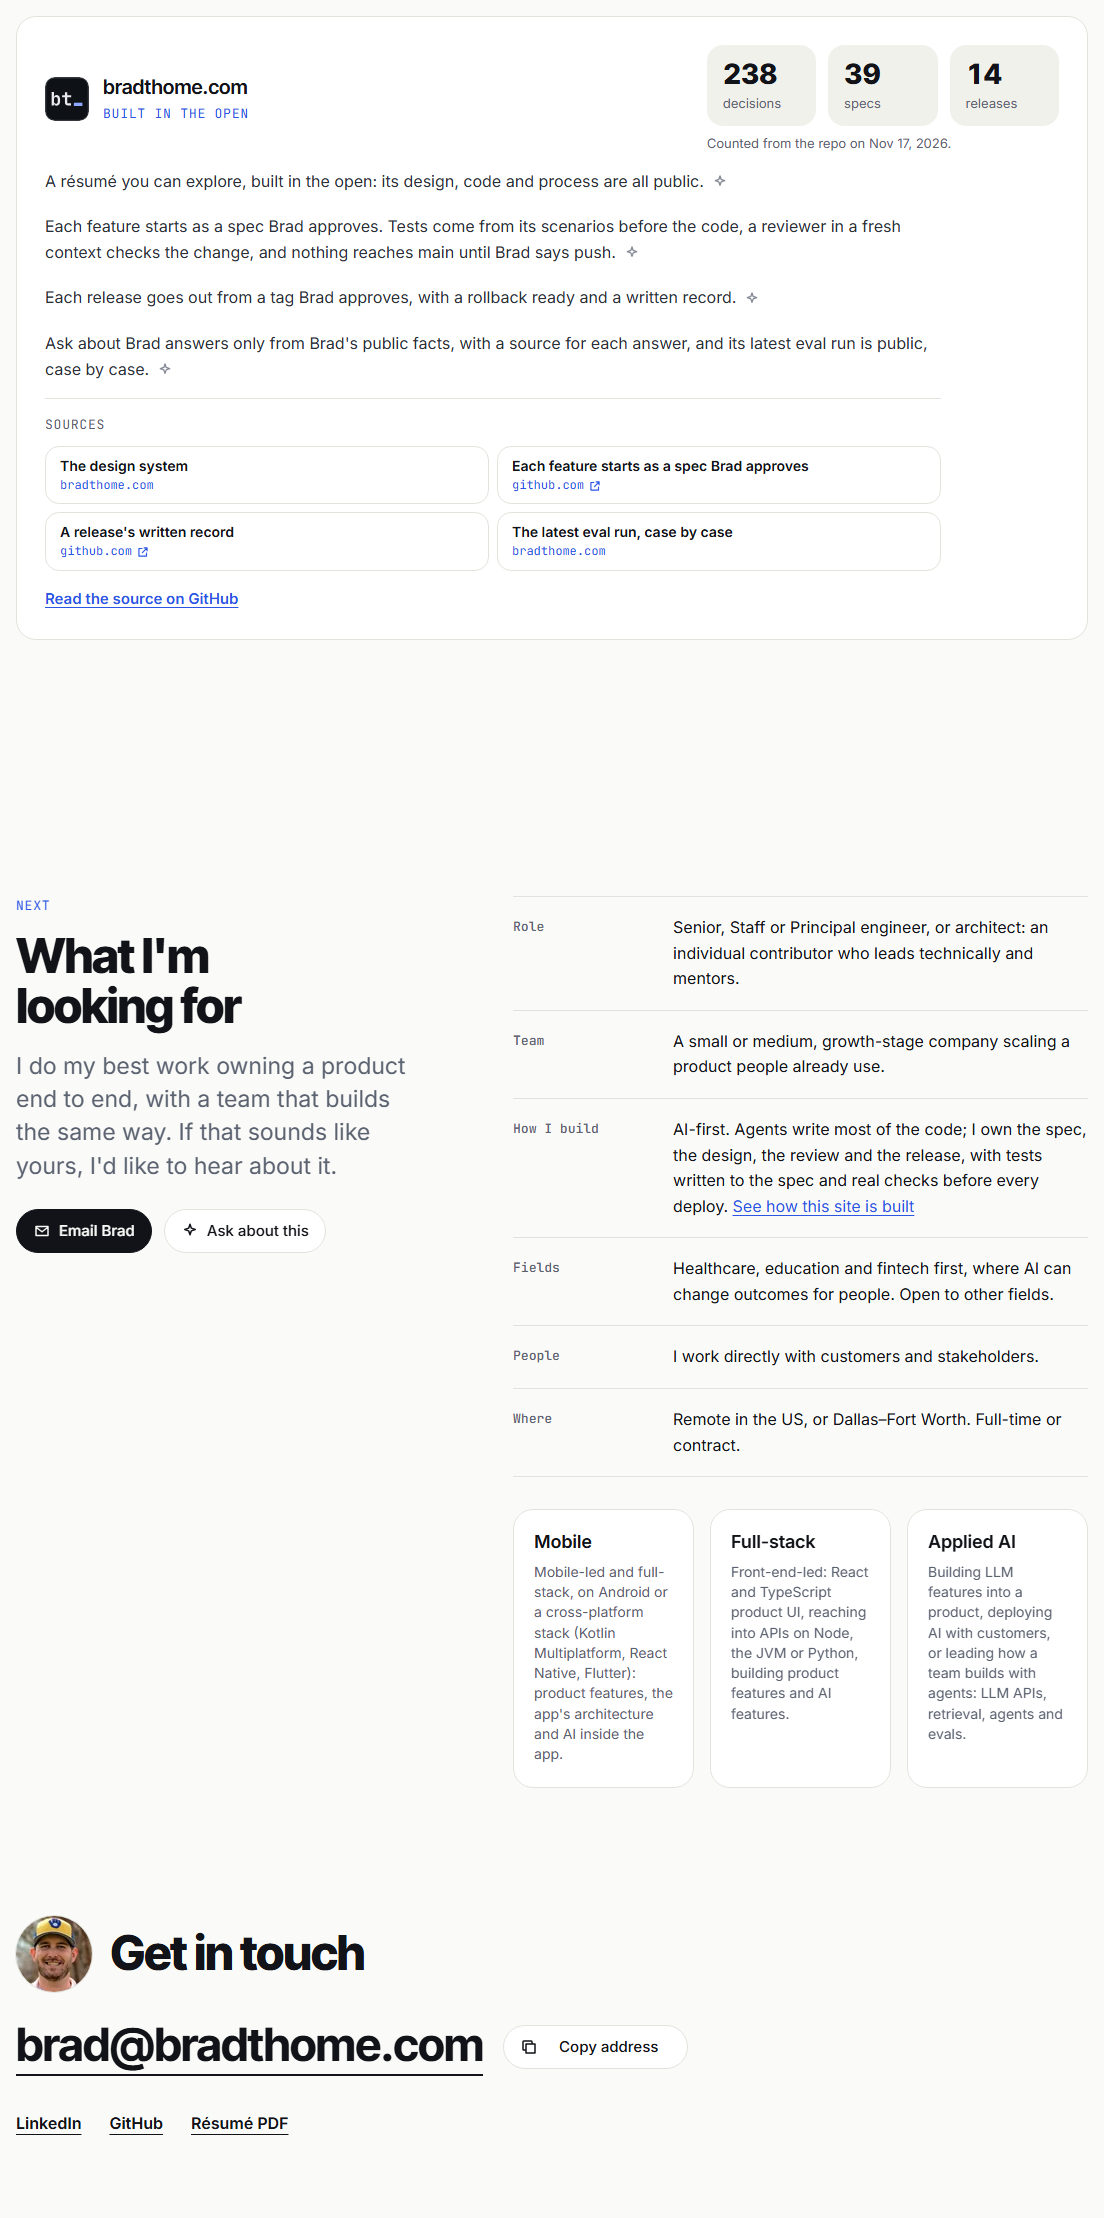 bt_
bradthome.com
BUILT IN THE OPEN
238
decisions
39
specs
14
releases
Counted from the repo on Nov 17, 2026.
A résumé you can explore, built in the open: its design, code and process are all public.
Each feature starts as a spec Brad approves. Tests come from its scenarios before the code, a reviewer in a fresh
context checks the change, and nothing reaches main until Brad says push.
Each release goes out from a tag Brad approves, with a rollback ready and a written record.
Ask about Brad answers only from Brad's public facts, with a source for each answer, and its latest eval run is public,
case by case.
SOURCES
The design system
bradthome.com
Each feature starts as a spec Brad approves
github.com
A release's written record
github.com
The latest eval run, case by case
bradthome.com
Read the source on GitHub
NEXT
What I'm
looking for
I do my best work owning a product
end to end, with a team that builds
the same way. If that sounds like
yours, I'd like to hear about it.
Email Brad
Ask about this
Role
Senior, Staff or Principal engineer, or architect: an
individual contributor who leads technically and
mentors.
Team
A small or medium, growth-stage company scaling a
product people already use.
How I build
AI-first. Agents write most of the code; I own the spec,
the design, the review and the release, with tests
written to the spec and real checks before every
deploy. See how this site is built
Fields
Healthcare, education and fintech first, where AI can
change outcomes for people. Open to other fields.
People
I work directly with customers and stakeholders.
Where
Remote in the US, or Dallas–Fort Worth. Full-time or
contract.
Mobile
Mobile-led and full-
stack, on Android or
a cross-platform
stack (Kotlin
Multiplatform, React
Native, Flutter):
product features, the
app's architecture
and AI inside the
app.
Full-stack
Front-end-led: React
and TypeScript
product UI, reaching
into APIs on Node,
the JVM or Python,
building product
features and AI
features.
Applied AI
Building LLM
features into a
product, deploying
AI with customers,
or leading how a
team builds with
agents: LLM APIs,
retrieval, agents and
evals.
Get in touch
brad@bradthome.com
Copy address
LinkedIn
GitHub
Résumé PDF